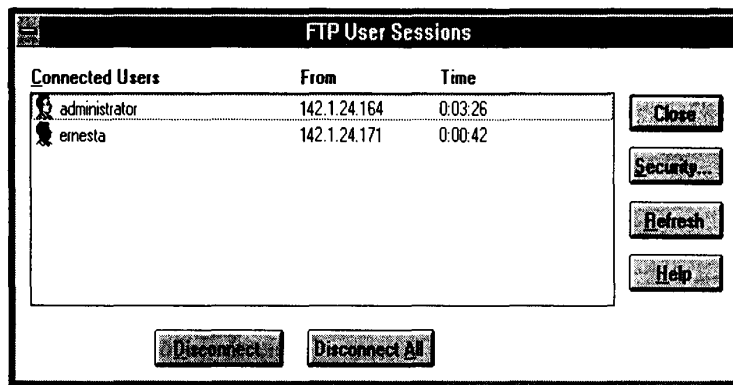 FTP User Sessions
Connected Users From Time
administrator 142.1.24.164 0:03:26
ernesta 142.1.24.171 0:00:42
Close
Security...
Refresh
Help
Disconnect Disconnect All